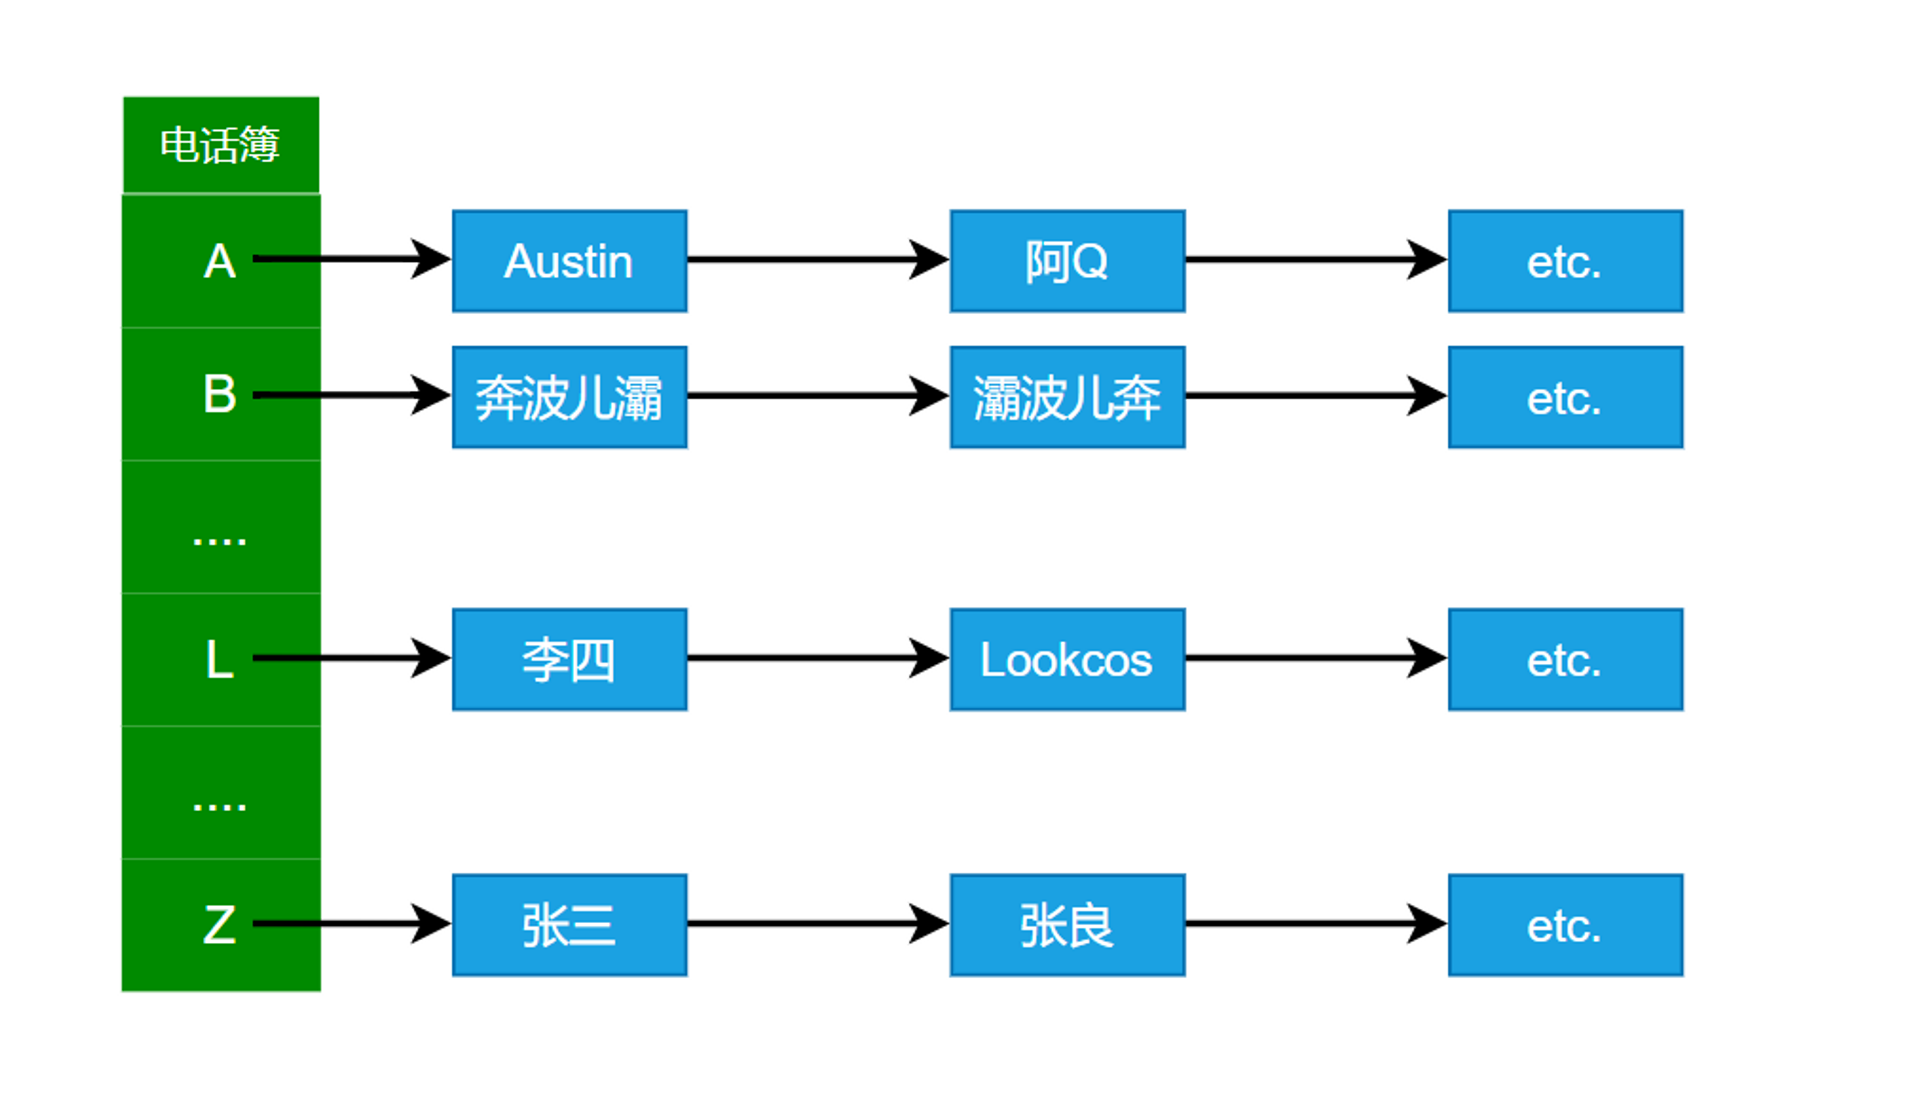 电话簿
A Austin 阿Q etc.
B 奔波儿灞 灞波儿奔 etc.
....
L 李四 Lookcos etc.
....
Z 张三 张良 etc.